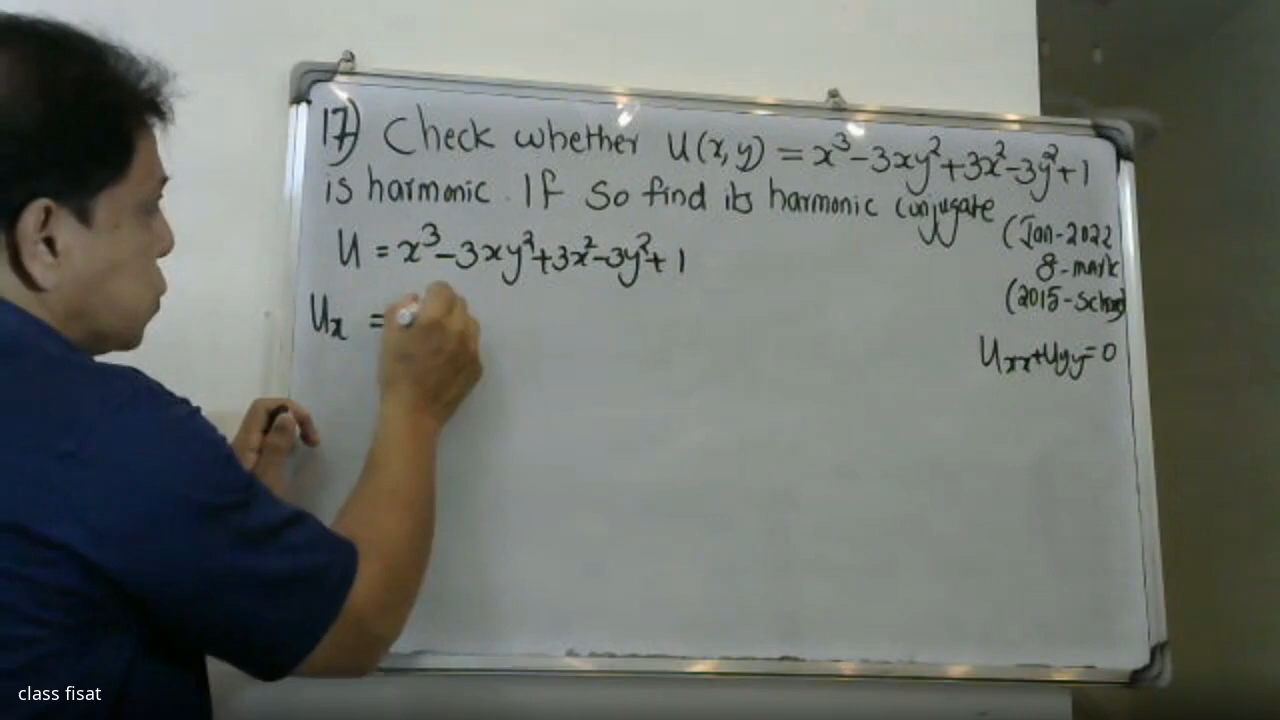 17) Check whether U(x,y) = x³-3xy²+3x²-3y²+1
is harmonic. If so find its harmonic conjugate
(Jan-2022
8-mark
(2015-Schm)
U = x³-3xy²+3x²-3y²+1
Ux =
Uxx+Uyy=0
class fisat